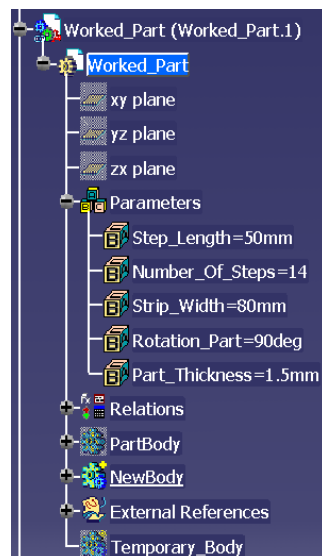 Worked_Part (Worked_Part.1)
Worked_Part
xy plane
yz plane
zx plane
Parameters
Step_Length=50mm
Number_Of_Steps=14
Strip_Width=80mm
Rotation_Part=90deg
Part_Thickness=1.5mm
Relations
PartBody
NewBody
External References
Temporary_Body